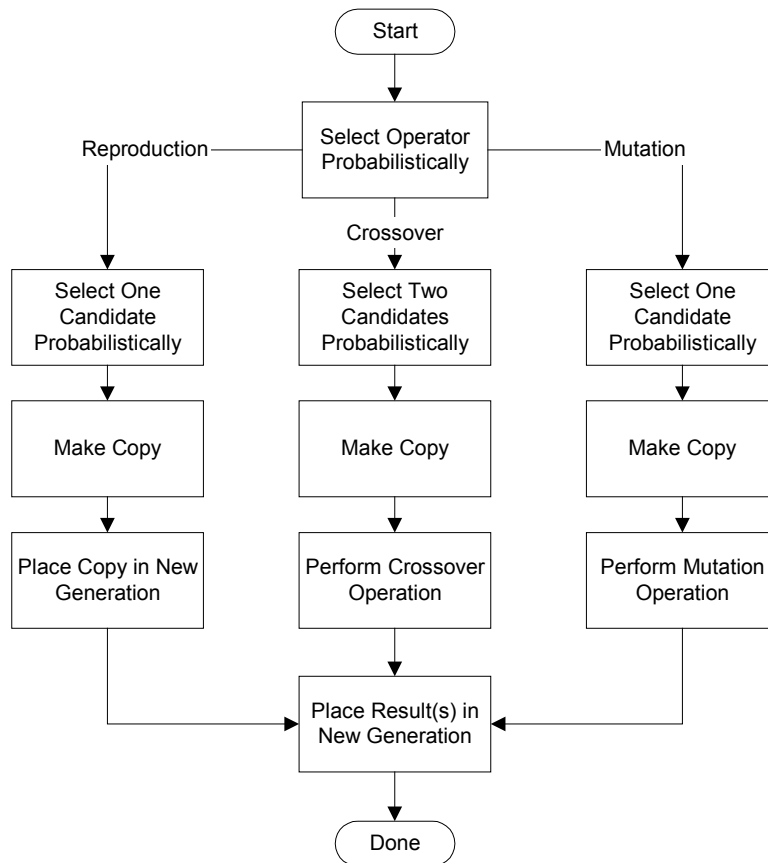 Start
Select Operator
Probabilistically
Reproduction
Mutation
Crossover
Select One
Candidate
Probabilistically
Select Two
Candidates
Probabilistically
Select One
Candidate
Probabilistically
Make Copy
Make Copy
Make Copy
Place Copy in New
Generation
Perform Crossover
Operation
Perform Mutation
Operation
Place Result(s) in
New Generation
Done